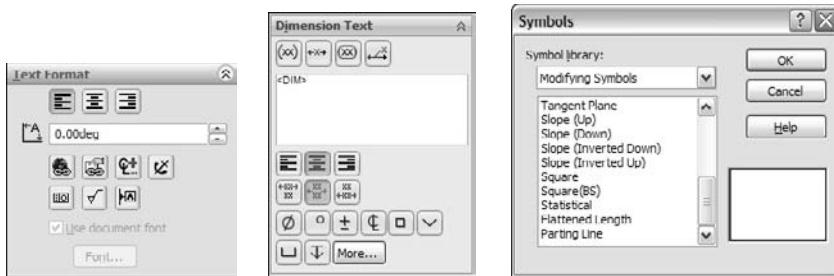 Text Format
0.00deg
Use document font
Font...
Dimension Text
(xx) +X+ (xx) X
<DIM>
More...
Symbols
Symbol library:
Modifying Symbols
Tangent Plane
Slope (Up)
Slope (Down)
Slope (Inverted Down)
Slope (Inverted Up)
Square
Square(BS)
Statistical
Flattened Length
Parting Line
OK
Cancel
Help